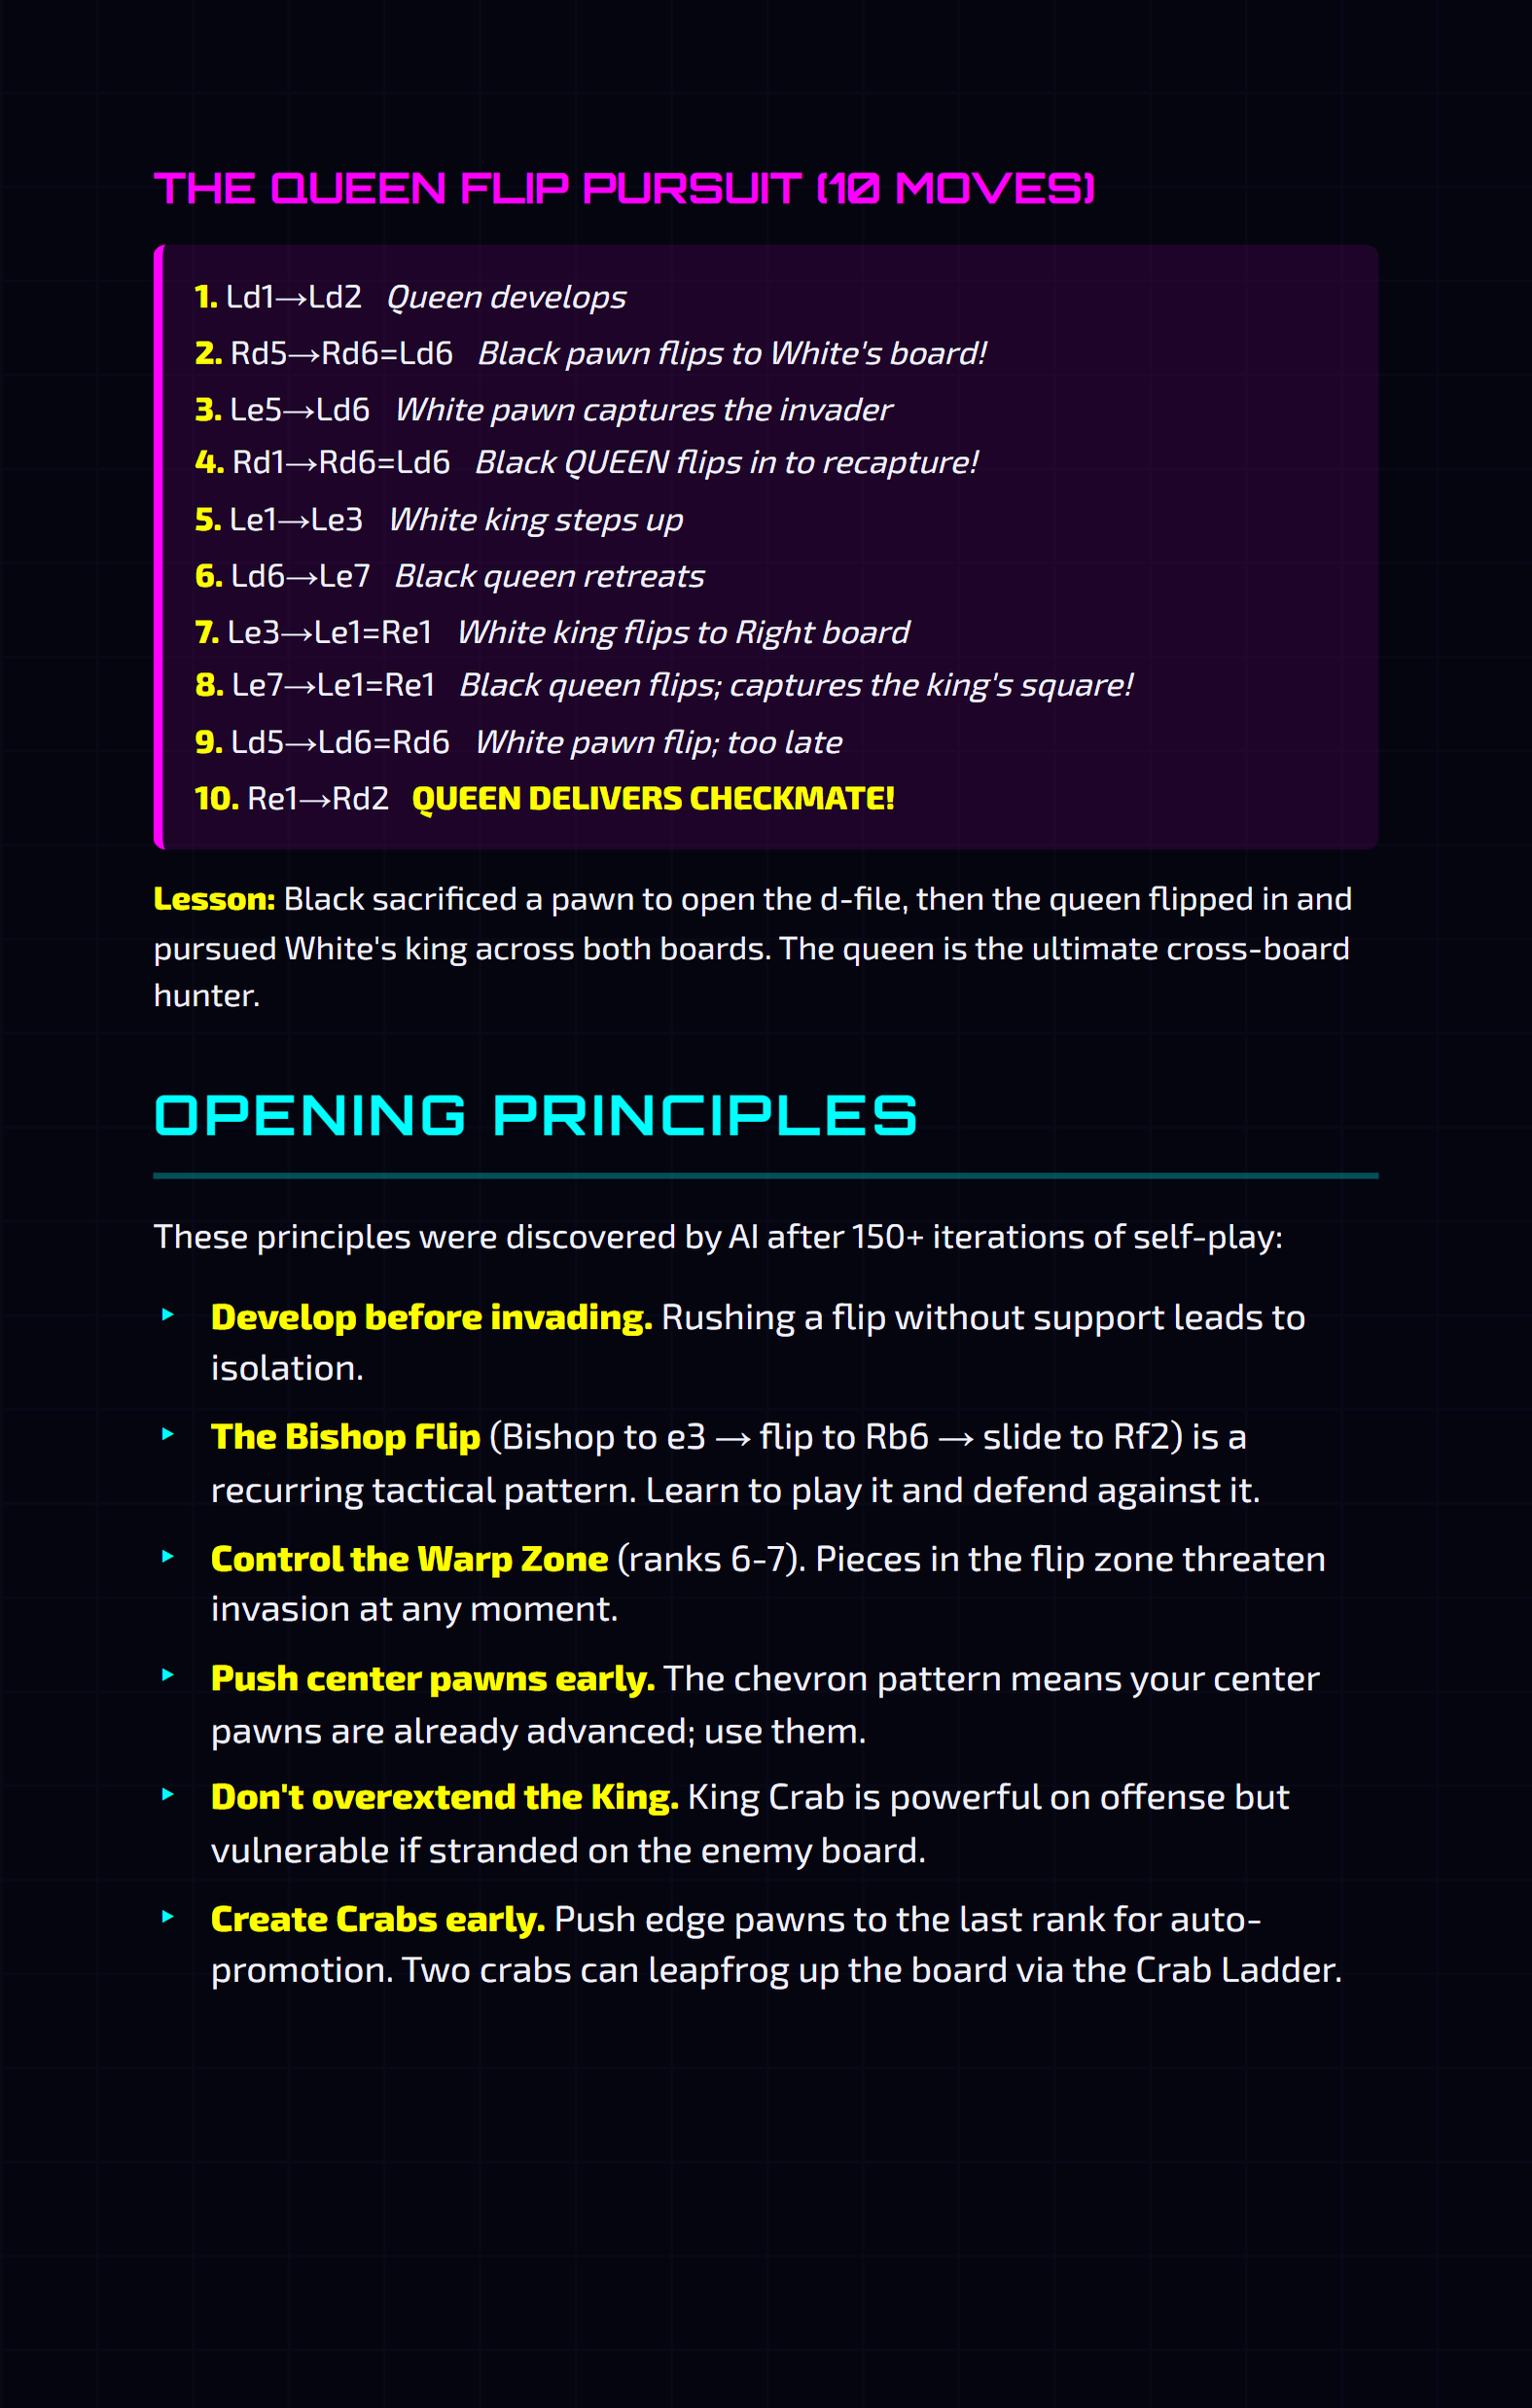 THE QUEEN FLIP PURSUIT (10 MOVES)
1. Ld1→Ld2 Queen develops
2. Rd5→Rd6=Ld6 Black pawn flips to White's board!
3. Le5→Ld6 White pawn captures the invader
4. Rd1→Rd6=Ld6 Black QUEEN flips in to recapture!
5. Le1→Le3 White king steps up
6. Ld6→Le7 Black queen retreats
7. Le3→Le1=Re1 White king flips to Right board
8. Le7→Le1=Re1 Black queen flips; captures the king's square!
9. Ld5→Ld6=Rd6 White pawn flip; too late
10. Re1→Rd2 QUEEN DELIVERS CHECKMATE!
Lesson: Black sacrificed a pawn to open the d-file, then the queen flipped in and
pursued White's king across both boards. The queen is the ultimate cross-board
hunter.
OPENING PRINCIPLES
These principles were discovered by AI after 150+ iterations of self-play:
‣ Develop before invading. Rushing a flip without support leads to
isolation.
‣ The Bishop Flip (Bishop to e3 → flip to Rb6 → slide to Rf2) is a
recurring tactical pattern. Learn to play it and defend against it.
‣ Control the Warp Zone (ranks 6-7). Pieces in the flip zone threaten
invasion at any moment.
‣ Push center pawns early. The chevron pattern means your center
pawns are already advanced; use them.
‣ Don't overextend the King. King Crab is powerful on offense but
vulnerable if stranded on the enemy board.
‣ Create Crabs early. Push edge pawns to the last rank for auto-
promotion. Two crabs can leapfrog up the board via the Crab Ladder.